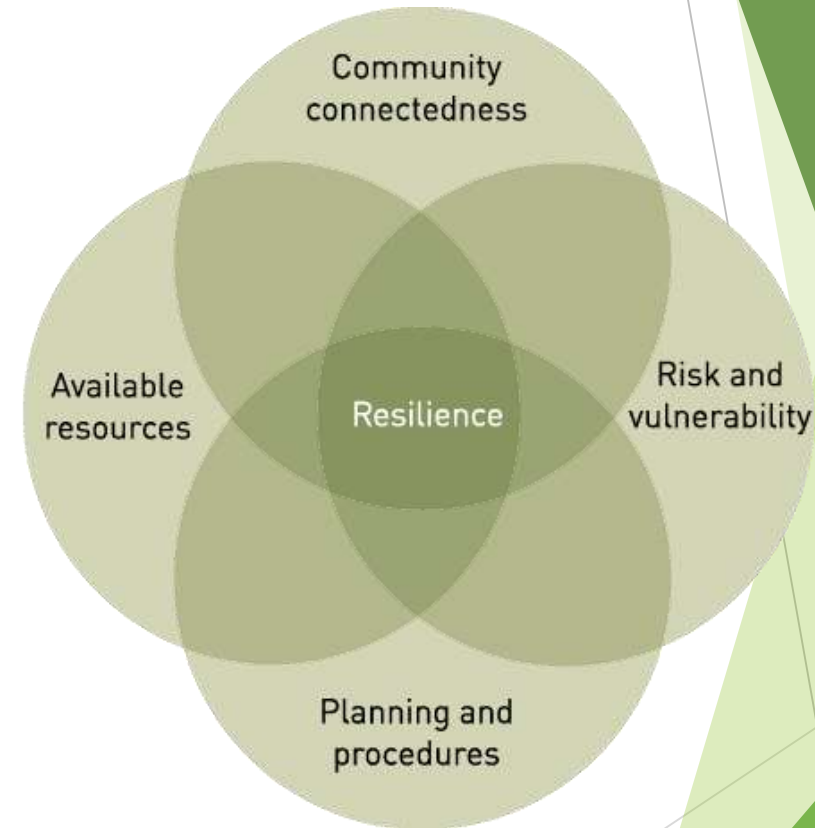 Community
connectedness
Available
resources
Resilience
Risk and
vulnerability
Planning and
procedures